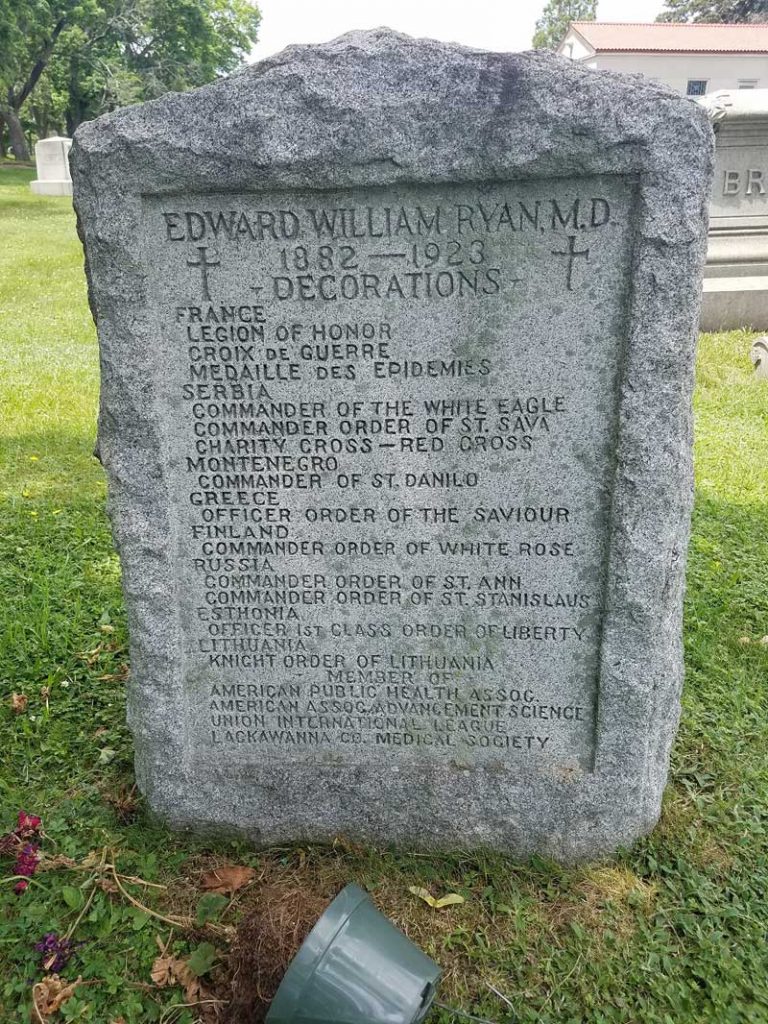 EDWARD WILLIAM RYAN, M.D.
1882—1923
- DECORATIONS -
FRANCE
LEGION OF HONOR
CROIX DE GUERRE
MEDAILLE DES EPIDEMIES
SERBIA
COMMANDER OF THE WHITE EAGLE
COMMANDER ORDER OF ST. SAVA
CHARITY CROSS—RED CROSS
MONTENEGRO
COMMANDER OF ST. DANILO
GREECE
OFFICER ORDER OF THE SAVIOUR
FINLAND
COMMANDER ORDER OF WHITE ROSE
RUSSIA
COMMANDER ORDER OF ST. ANN
COMMANDER ORDER OF ST. STANISLAUS
ESTHONIA
OFFICER 1ST CLASS ORDER OF LIBERTY
LITHUANIA
KNIGHT ORDER OF LITHUANIA
- MEMBER OF -
AMERICAN PUBLIC HEALTH ASSOC.
AMERICAN ASSOC. ADVANCEMENT SCIENCE
UNION INTERNATIONAL LEAGUE
LACKAWANNA CO. MEDICAL SOCIETY
BR